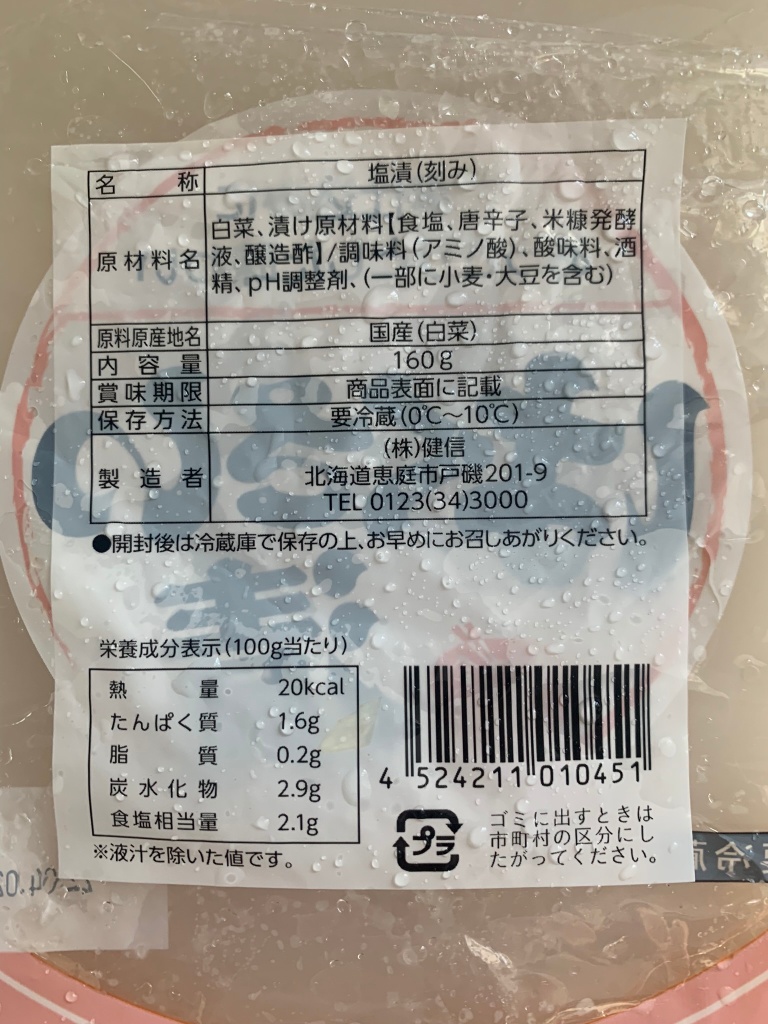 名称 塩漬(刻み)
原材料名 白菜、漬け原材料【食塩、唐辛子、米糠発酵
液、醸造酢】/調味料(アミノ酸)、酸味料、酒
精、pH調整剤、(一部に小麦・大豆を含む)
原料原産地名 国産(白菜)
内容量 160g
賞味期限 商品表面に記載
保存方法 要冷蔵(0℃〜10℃)
製造者 (株)健信
北海道恵庭市戸磯201-9
TEL 0123(34)3000
●開封後は冷蔵庫で保存の上、お早めにお召しあがりください。
栄養成分表示(100g当たり)
熱量 20kcal
たんぱく質 1.6g
脂質 0.2g
炭水化物 2.9g
食塩相当量 2.1g
※液汁を除いた値です。
4 524211 010451
プラ
ゴミに出すときは
市町村の区分にし
たがってください。